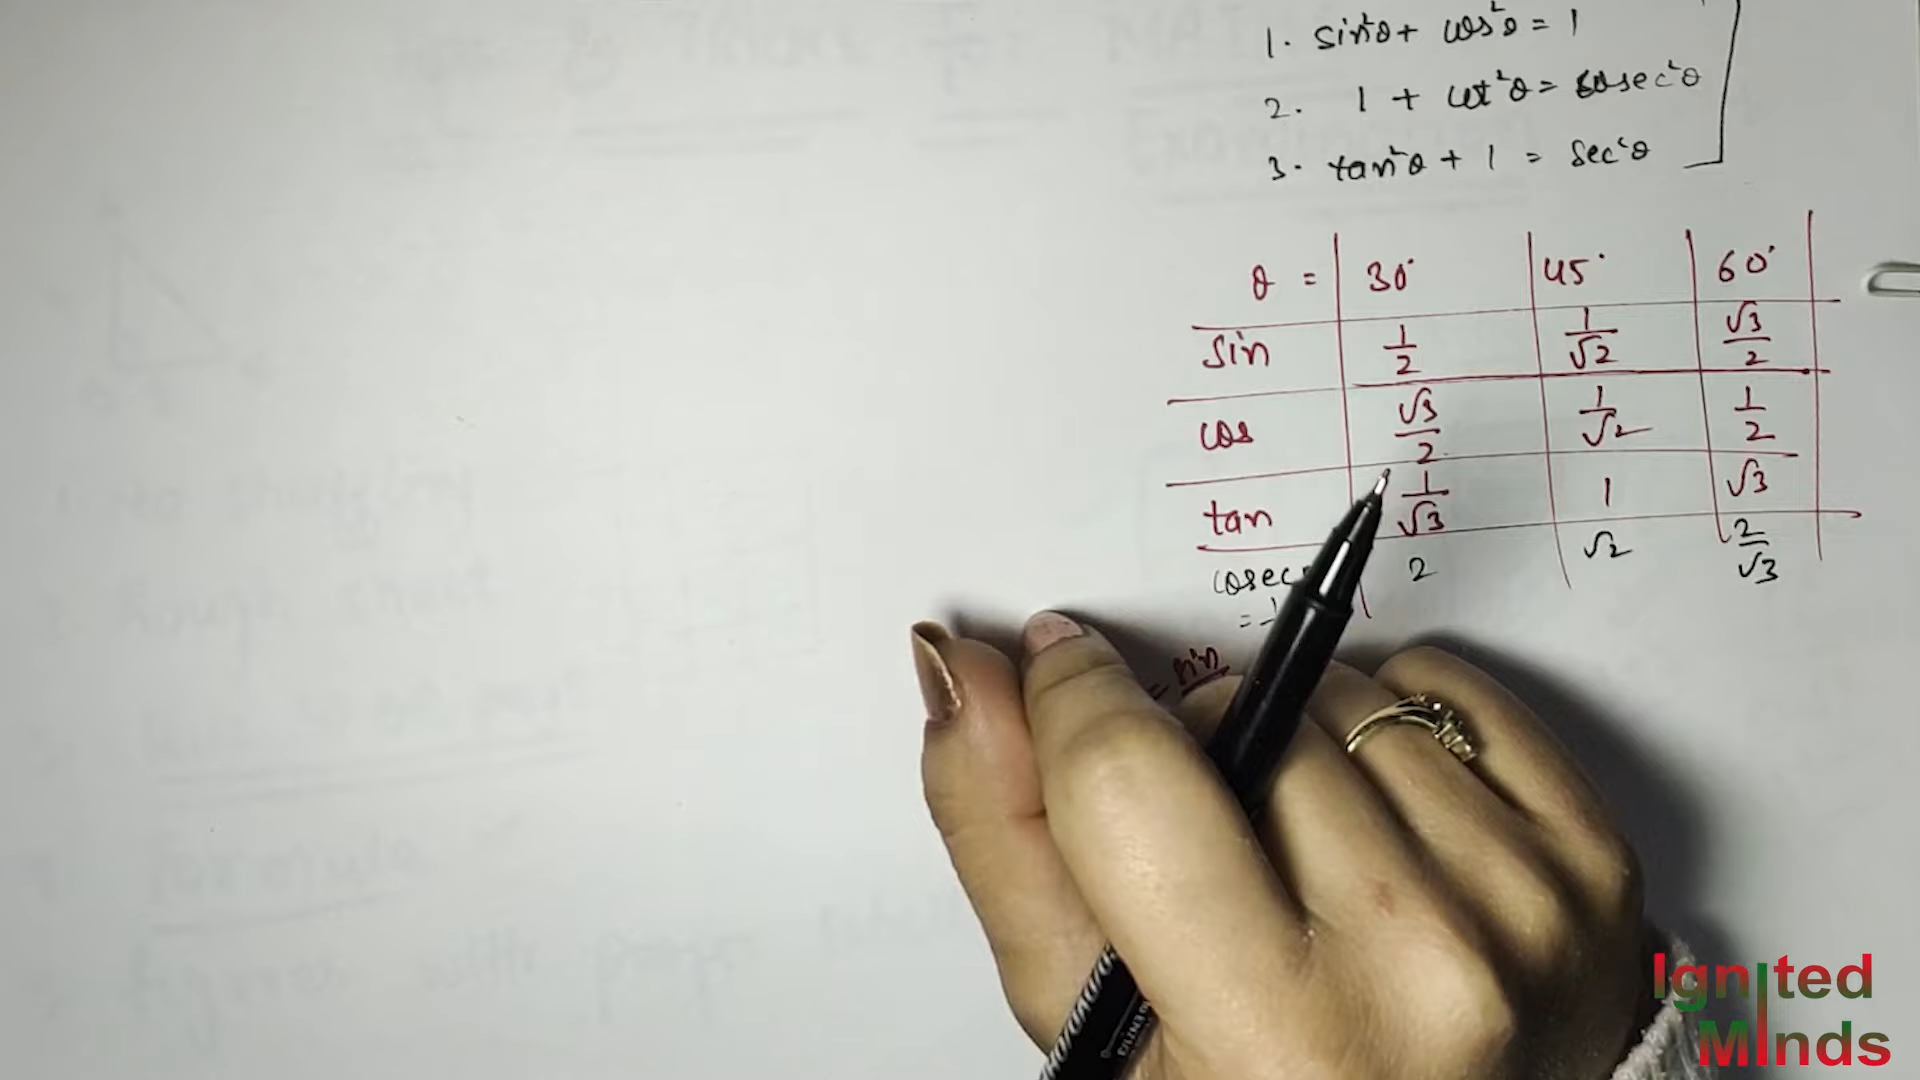 1. sin²θ + cos²θ = 1
2. 1 + cot²θ = cosec²θ
3. tan²θ + 1 = sec²θ
θ = 30° 45° 60°
sin 1/2 1/√2 √3/2
cos √3/2 1/√2 1/2
tan 1/√3 1 √3
cosec 2 √2 2/√3
= sin
Ignited
Minds